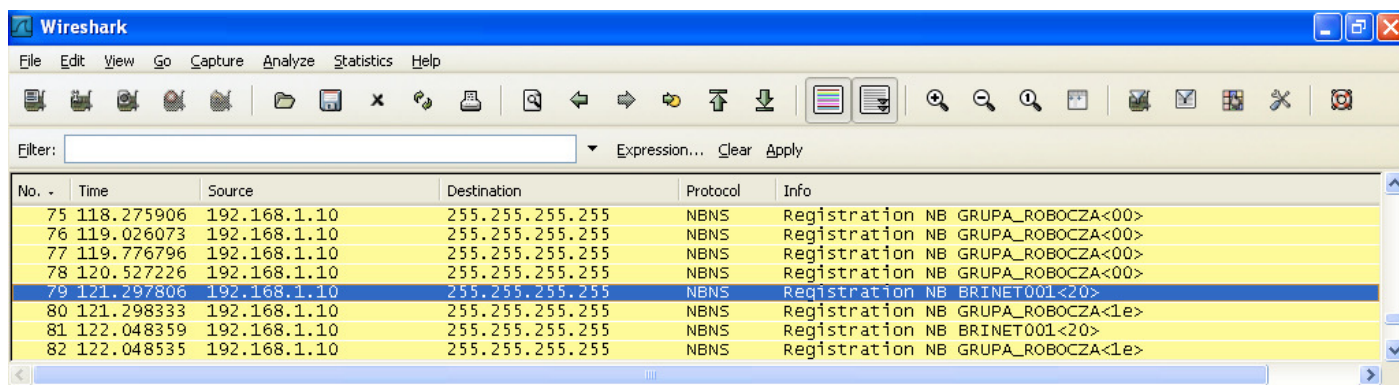 Wireshark
File Edit View Go Capture Analyze Statistics Help
Filter: Expression... Clear Apply
No. Time Source Destination Protocol Info
75 118.275906 192.168.1.10 255.255.255.255 NBNS Registration NB GRUPA_ROBOCZA<00>
76 119.026073 192.168.1.10 255.255.255.255 NBNS Registration NB GRUPA_ROBOCZA<00>
77 119.776796 192.168.1.10 255.255.255.255 NBNS Registration NB GRUPA_ROBOCZA<00>
78 120.527226 192.168.1.10 255.255.255.255 NBNS Registration NB GRUPA_ROBOCZA<00>
79 121.297806 192.168.1.10 255.255.255.255 NBNS Registration NB BRINET001<20>
80 121.298333 192.168.1.10 255.255.255.255 NBNS Registration NB GRUPA_ROBOCZA<1e>
81 122.048359 192.168.1.10 255.255.255.255 NBNS Registration NB BRINET001<20>
82 122.048535 192.168.1.10 255.255.255.255 NBNS Registration NB GRUPA_ROBOCZA<1e>